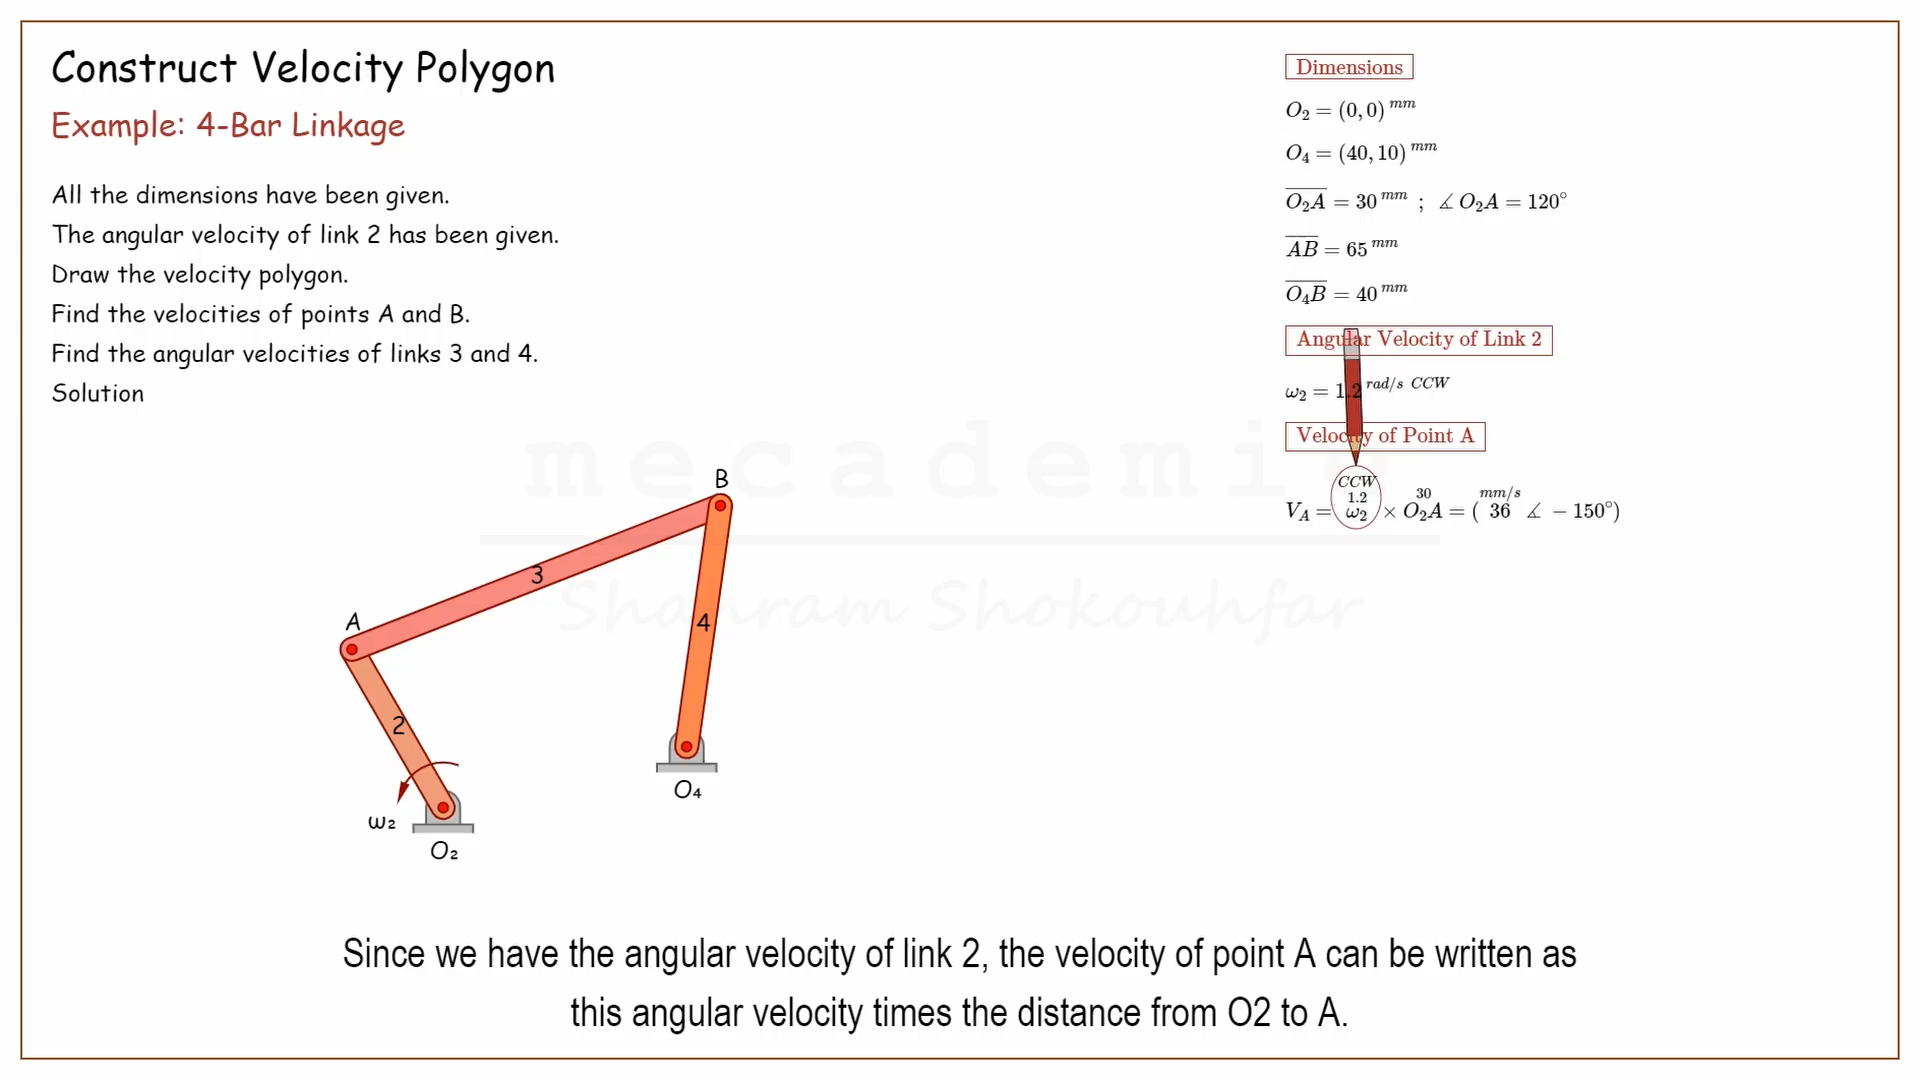 Construct Velocity Polygon
Example: 4-Bar Linkage
All the dimensions have been given.
The angular velocity of link 2 has been given.
Draw the velocity polygon.
Find the velocities of points A and B.
Find the angular velocities of links 3 and 4.
Solution
Dimensions
O₂ = (0, 0) mm
O₄ = (40, 10) mm
O₂A = 30 mm ; ∡ O₂A = 120°
AB = 65 mm
O₄B = 40 mm
Angular Velocity of Link 2
ω₂ = 1.2 rad/s CCW
Velocity of Point A
CCW 30 mm/s
1.2
V_A = ω₂ × O₂A = ( 36 ∡ − 150°)
mecademi
Shahram Shokouhfar
B
3
A
4
2
O₄
ω₂
O₂
Since we have the angular velocity of link 2, the velocity of point A can be written as
this angular velocity times the distance from O2 to A.